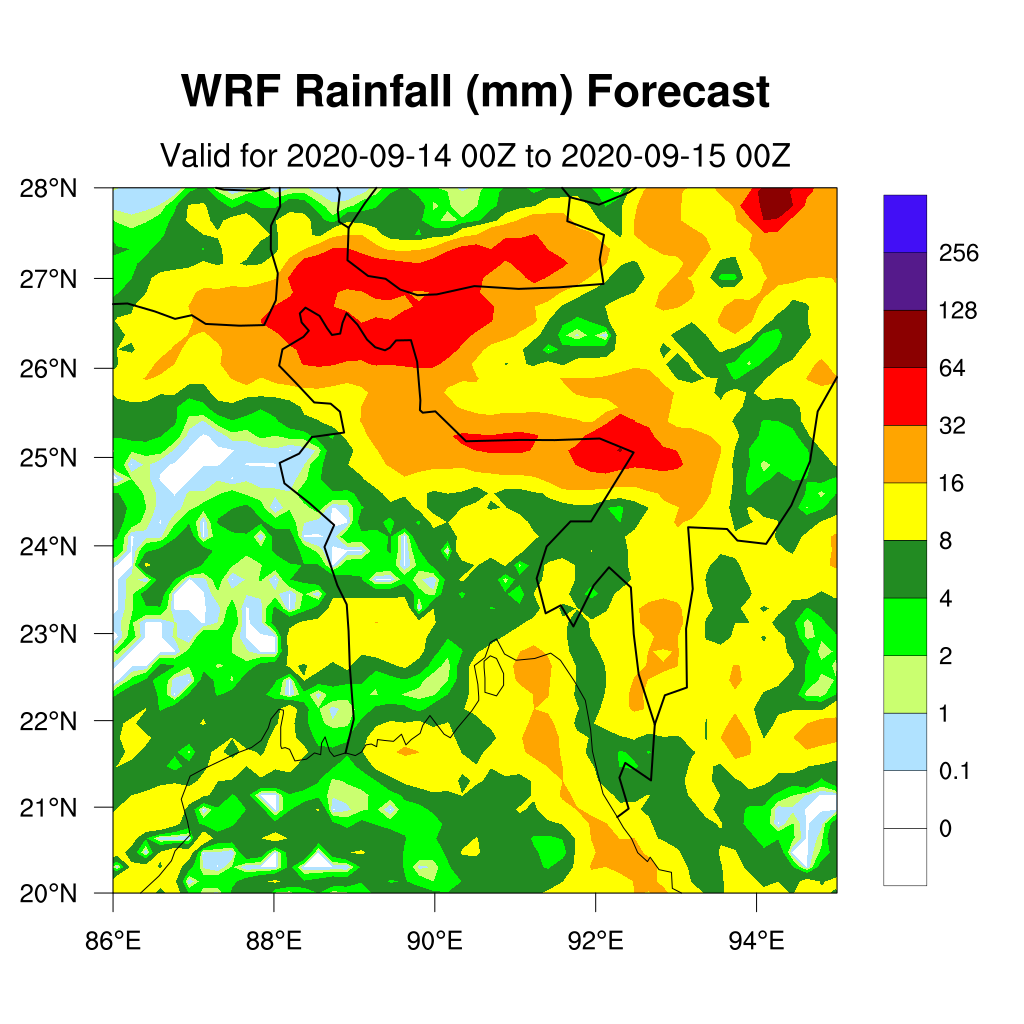 WRF Rainfall (mm) Forecast
Valid for 2020-09-14 00Z to 2020-09-15 00Z
28°N
27°N
26°N
25°N
24°N
23°N
22°N
21°N
20°N
86°E
88°E
90°E
92°E
94°E
256
128
64
32
16
8
4
2
1
0.1
0